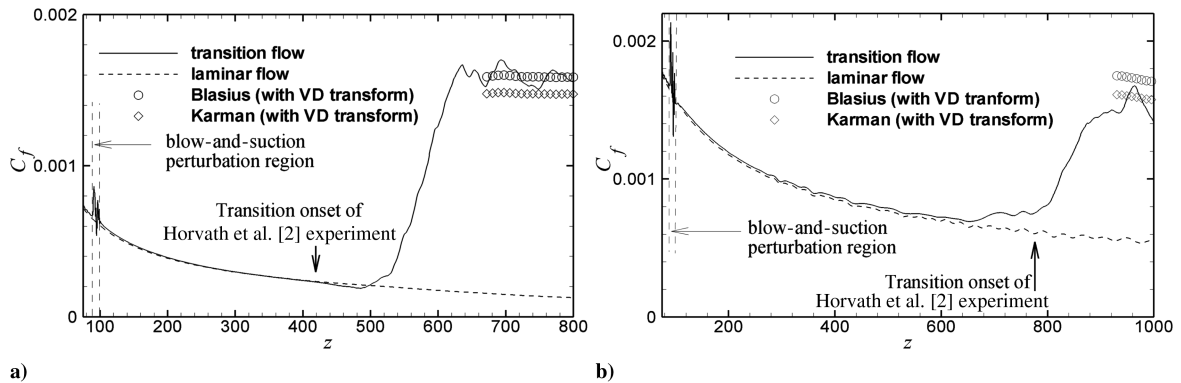 0.002
0.001
0
C_f
transition flow
laminar flow
Blasius (with VD transform)
Karman (with VD transform)
blow-and-suction
perturbation region
Transition onset of
Horvath et al. [2] experiment
100 200 300 400 500 600 700 800
z
a)
0.002
0.001
0
C_f
transition flow
laminar flow
Blasius (with VD tranform)
Karman (with VD transform)
blow-and-suction
perturbation region
Transition onset of
Horvath et al. [2] experiment
200 400 600 800 1000
z
b)